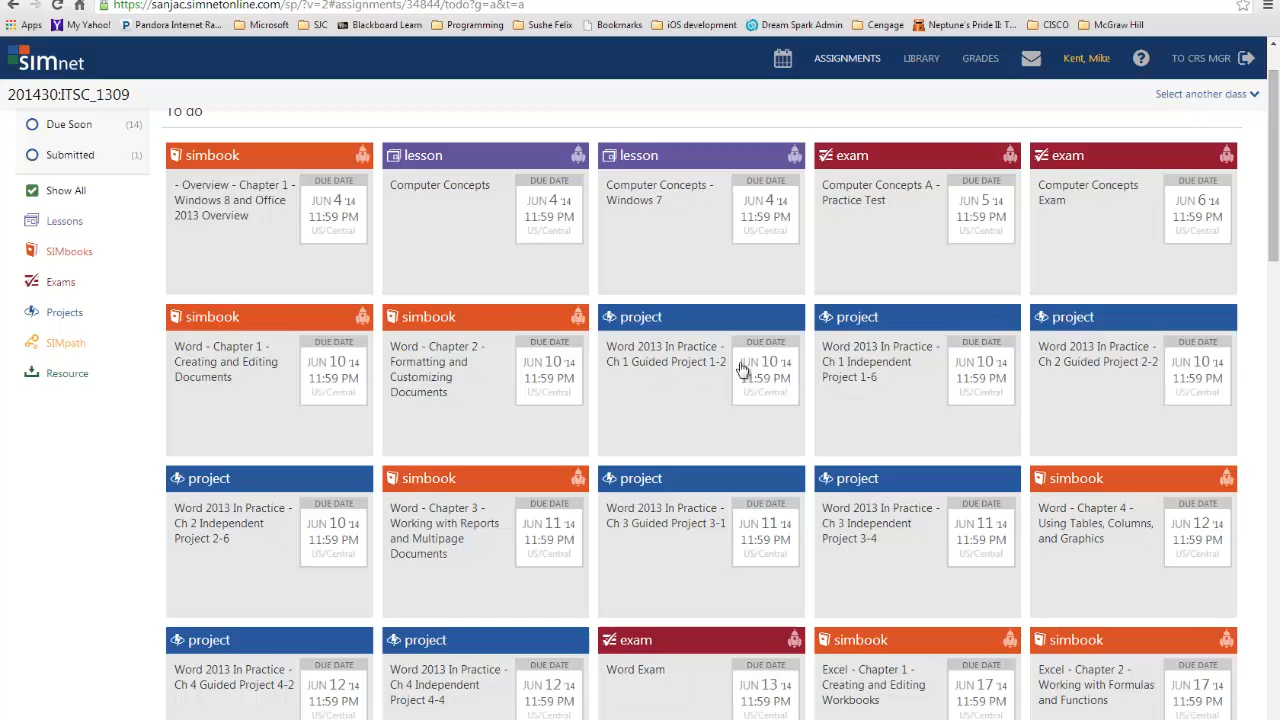 https://sanjac.simnetonline.com/sp/?v=2#assignments/34844/todo?g=a&t=a
Apps My Yahoo! Pandora Internet Ra... Microsoft SJC Blackboard Learn Programming Sushe Felix Bookmarks iOS development Dream Spark Admin Cengage Neptune's Pride II: T... CISCO McGraw Hill
SIMnet
ASSIGNMENTS LIBRARY GRADES Kent, Mike ? TO CRS MGR
201430:ITSC_1309
Select another class
Due Soon (14)
Submitted (1)
Show All
Lessons
SIMbooks
Exams
Projects
SIMpath
Resource
To do
simbook
- Overview - Chapter 1 -
Windows 8 and Office
2013 Overview
DUE DATE
JUN 4 '14
11:59 PM
US/Central
lesson
Computer Concepts
DUE DATE
JUN 4 '14
11:59 PM
US/Central
lesson
Computer Concepts -
Windows 7
DUE DATE
JUN 4 '14
11:59 PM
US/Central
exam
Computer Concepts A -
Practice Test
DUE DATE
JUN 5 '14
11:59 PM
US/Central
exam
Computer Concepts
Exam
DUE DATE
JUN 6 '14
11:59 PM
US/Central
simbook
Word - Chapter 1 -
Creating and Editing
Documents
DUE DATE
JUN 10 '14
11:59 PM
US/Central
simbook
Word - Chapter 2 -
Formatting and
Customizing
Documents
DUE DATE
JUN 10 '14
11:59 PM
US/Central
project
Word 2013 In Practice -
Ch 1 Guided Project 1-2
DUE DATE
JUN 10 '14
11:59 PM
US/Central
project
Word 2013 In Practice -
Ch 1 Independent
Project 1-6
DUE DATE
JUN 10 '14
11:59 PM
US/Central
project
Word 2013 In Practice -
Ch 2 Guided Project 2-2
DUE DATE
JUN 10 '14
11:59 PM
US/Central
project
Word 2013 In Practice -
Ch 2 Independent
Project 2-6
DUE DATE
JUN 10 '14
11:59 PM
US/Central
simbook
Word - Chapter 3 -
Working with Reports
and Multipage
Documents
DUE DATE
JUN 11 '14
11:59 PM
US/Central
project
Word 2013 In Practice -
Ch 3 Guided Project 3-1
DUE DATE
JUN 11 '14
11:59 PM
US/Central
project
Word 2013 In Practice -
Ch 3 Independent
Project 3-4
DUE DATE
JUN 11 '14
11:59 PM
US/Central
simbook
Word - Chapter 4 -
Using Tables, Columns,
and Graphics
DUE DATE
JUN 12 '14
11:59 PM
US/Central
project
Word 2013 In Practice -
Ch 4 Guided Project 4-2
DUE DATE
JUN 12 '14
11:59 PM
project
Word 2013 In Practice -
Ch 4 Independent
Project 4-4
DUE DATE
JUN 12 '14
11:59 PM
exam
Word Exam
DUE DATE
JUN 13 '14
11:59 PM
simbook
Excel - Chapter 1 -
Creating and Editing
Workbooks
DUE DATE
JUN 17 '14
11:59 PM
simbook
Excel - Chapter 2 -
Working with Formulas
and Functions
DUE DATE
JUN 17 '14
11:59 PM